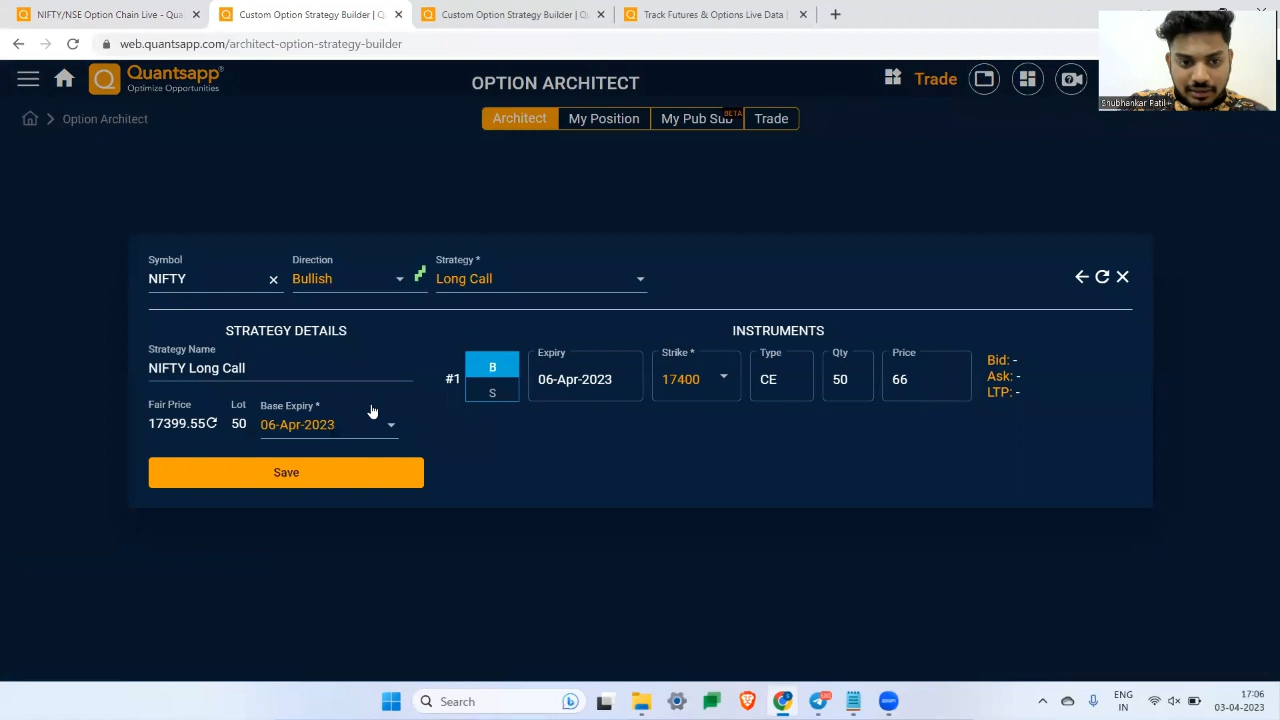 NIFTY/NSE Option Chain Live - Qua
Custom Option Strategy Builder | Q
Custom Option Strategy Builder | Q
Track Futures & Options Live Data |
web.quantsapp.com/architect-option-strategy-builder
Quantsapp
Optimize Opportunities
OPTION ARCHITECT
Trade
Shubhankar Patil
Option Architect
Architect
My Position
My Pub Sub
BETA
Trade
Symbol
NIFTY
Direction
Bullish
Strategy *
Long Call
STRATEGY DETAILS
INSTRUMENTS
Strategy Name
NIFTY Long Call
Fair Price
17399.55
Lot
50
Base Expiry *
06-Apr-2023
Save
#1
B
S
Expiry
06-Apr-2023
Strike *
17400
Type
CE
Qty
50
Price
66
Bid: -
Ask: -
LTP: -
Search
ENG
IN
17:06
03-04-2023